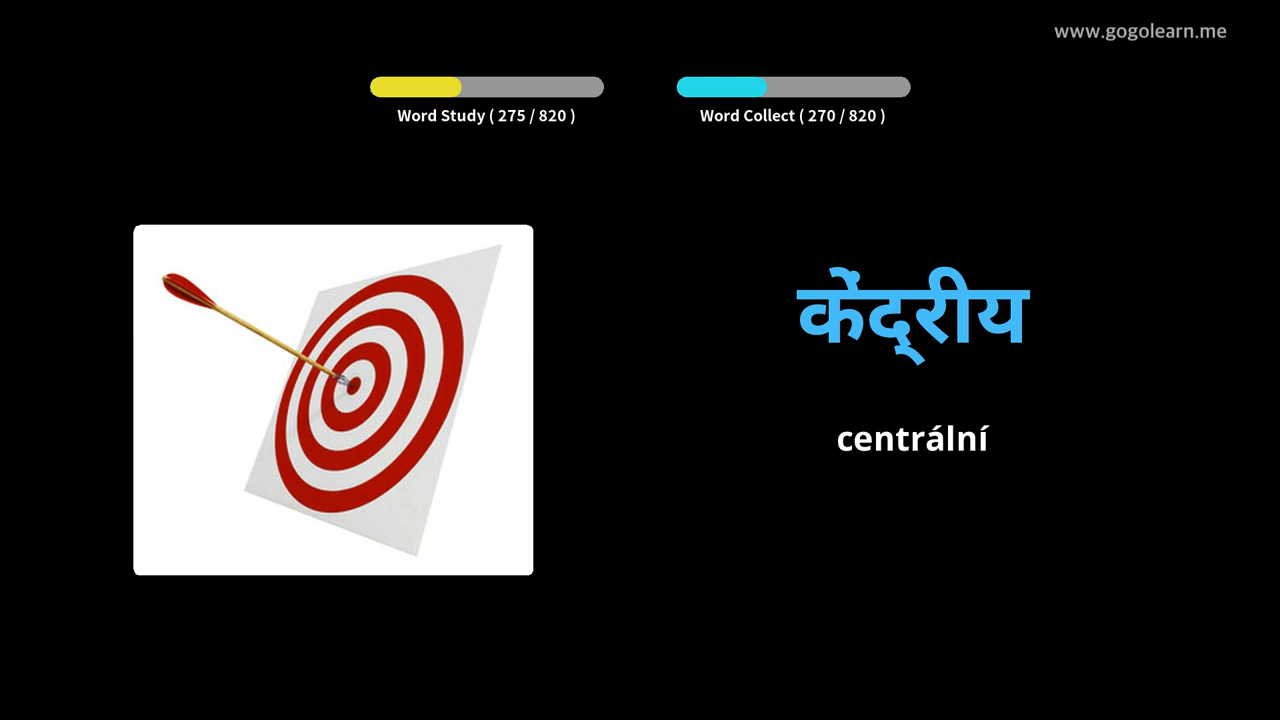 www.gogolearn.me
Word Study ( 275 / 820 )
Word Collect ( 270 / 820 )
केंद्रीय
centrální